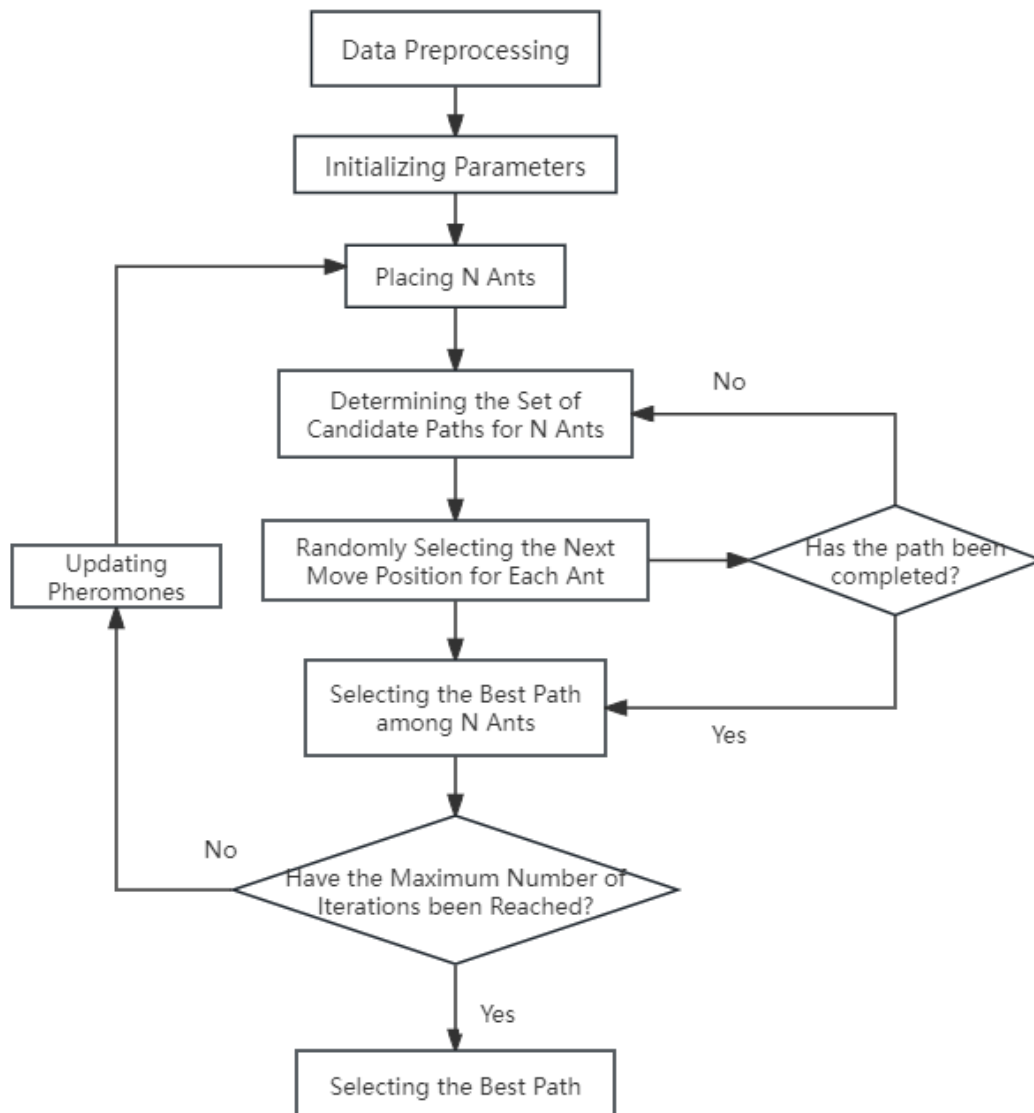 Data Preprocessing
Initializing Parameters
Placing N Ants
No
Determining the Set of
Candidate Paths for N Ants
Randomly Selecting the Next
Move Position for Each Ant
Has the path been
completed?
Updating
Pheromones
Selecting the Best Path
among N Ants
Yes
No
Have the Maximum Number of
Iterations been Reached?
Yes
Selecting the Best Path